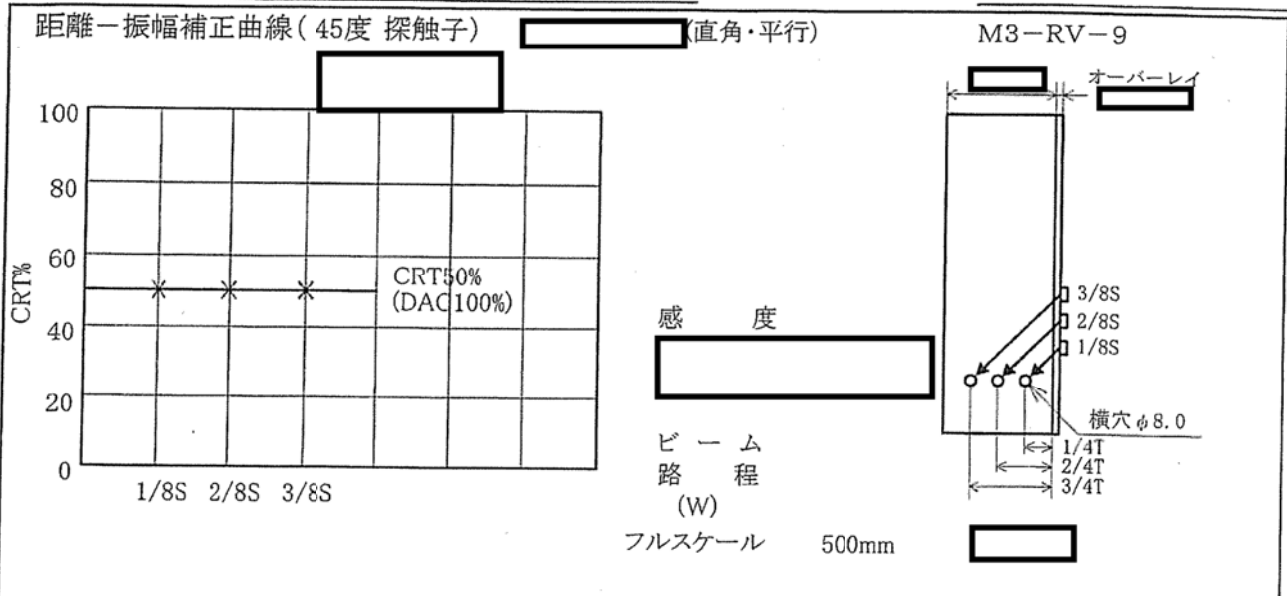 距離－振幅補正曲線( 45度 探触子) (直角・平行) M3－RV－9
オーバーレイ
100
80
60
40
20
0
CRT%
CRT50%
(DAC100%)
1/8S 2/8S 3/8S
感 度
ビ ー ム
路 程
(W)
フルスケール 500mm
3/8S
2/8S
1/8S
横穴φ8.0
1/4T
2/4T
3/4T